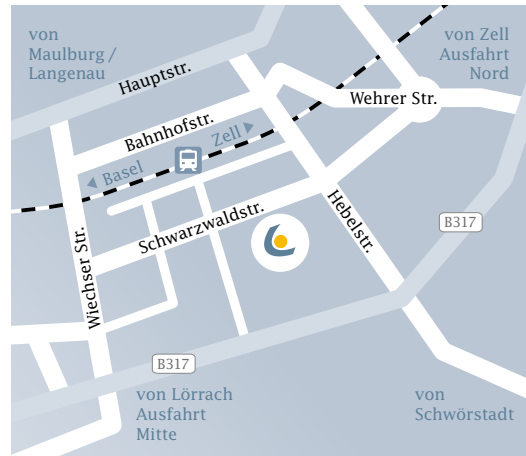 von
Maulburg /
Langenau
von Zell
Ausfahrt
Nord
Hauptstr.
Wehrer Str.
Bahnhofstr.
Zell
Basel
Schwarzwaldstr.
Hebelstr.
Wiechser Str.
B317
B317
von Lörrach
Ausfahrt
Mitte
von
Schwörstadt